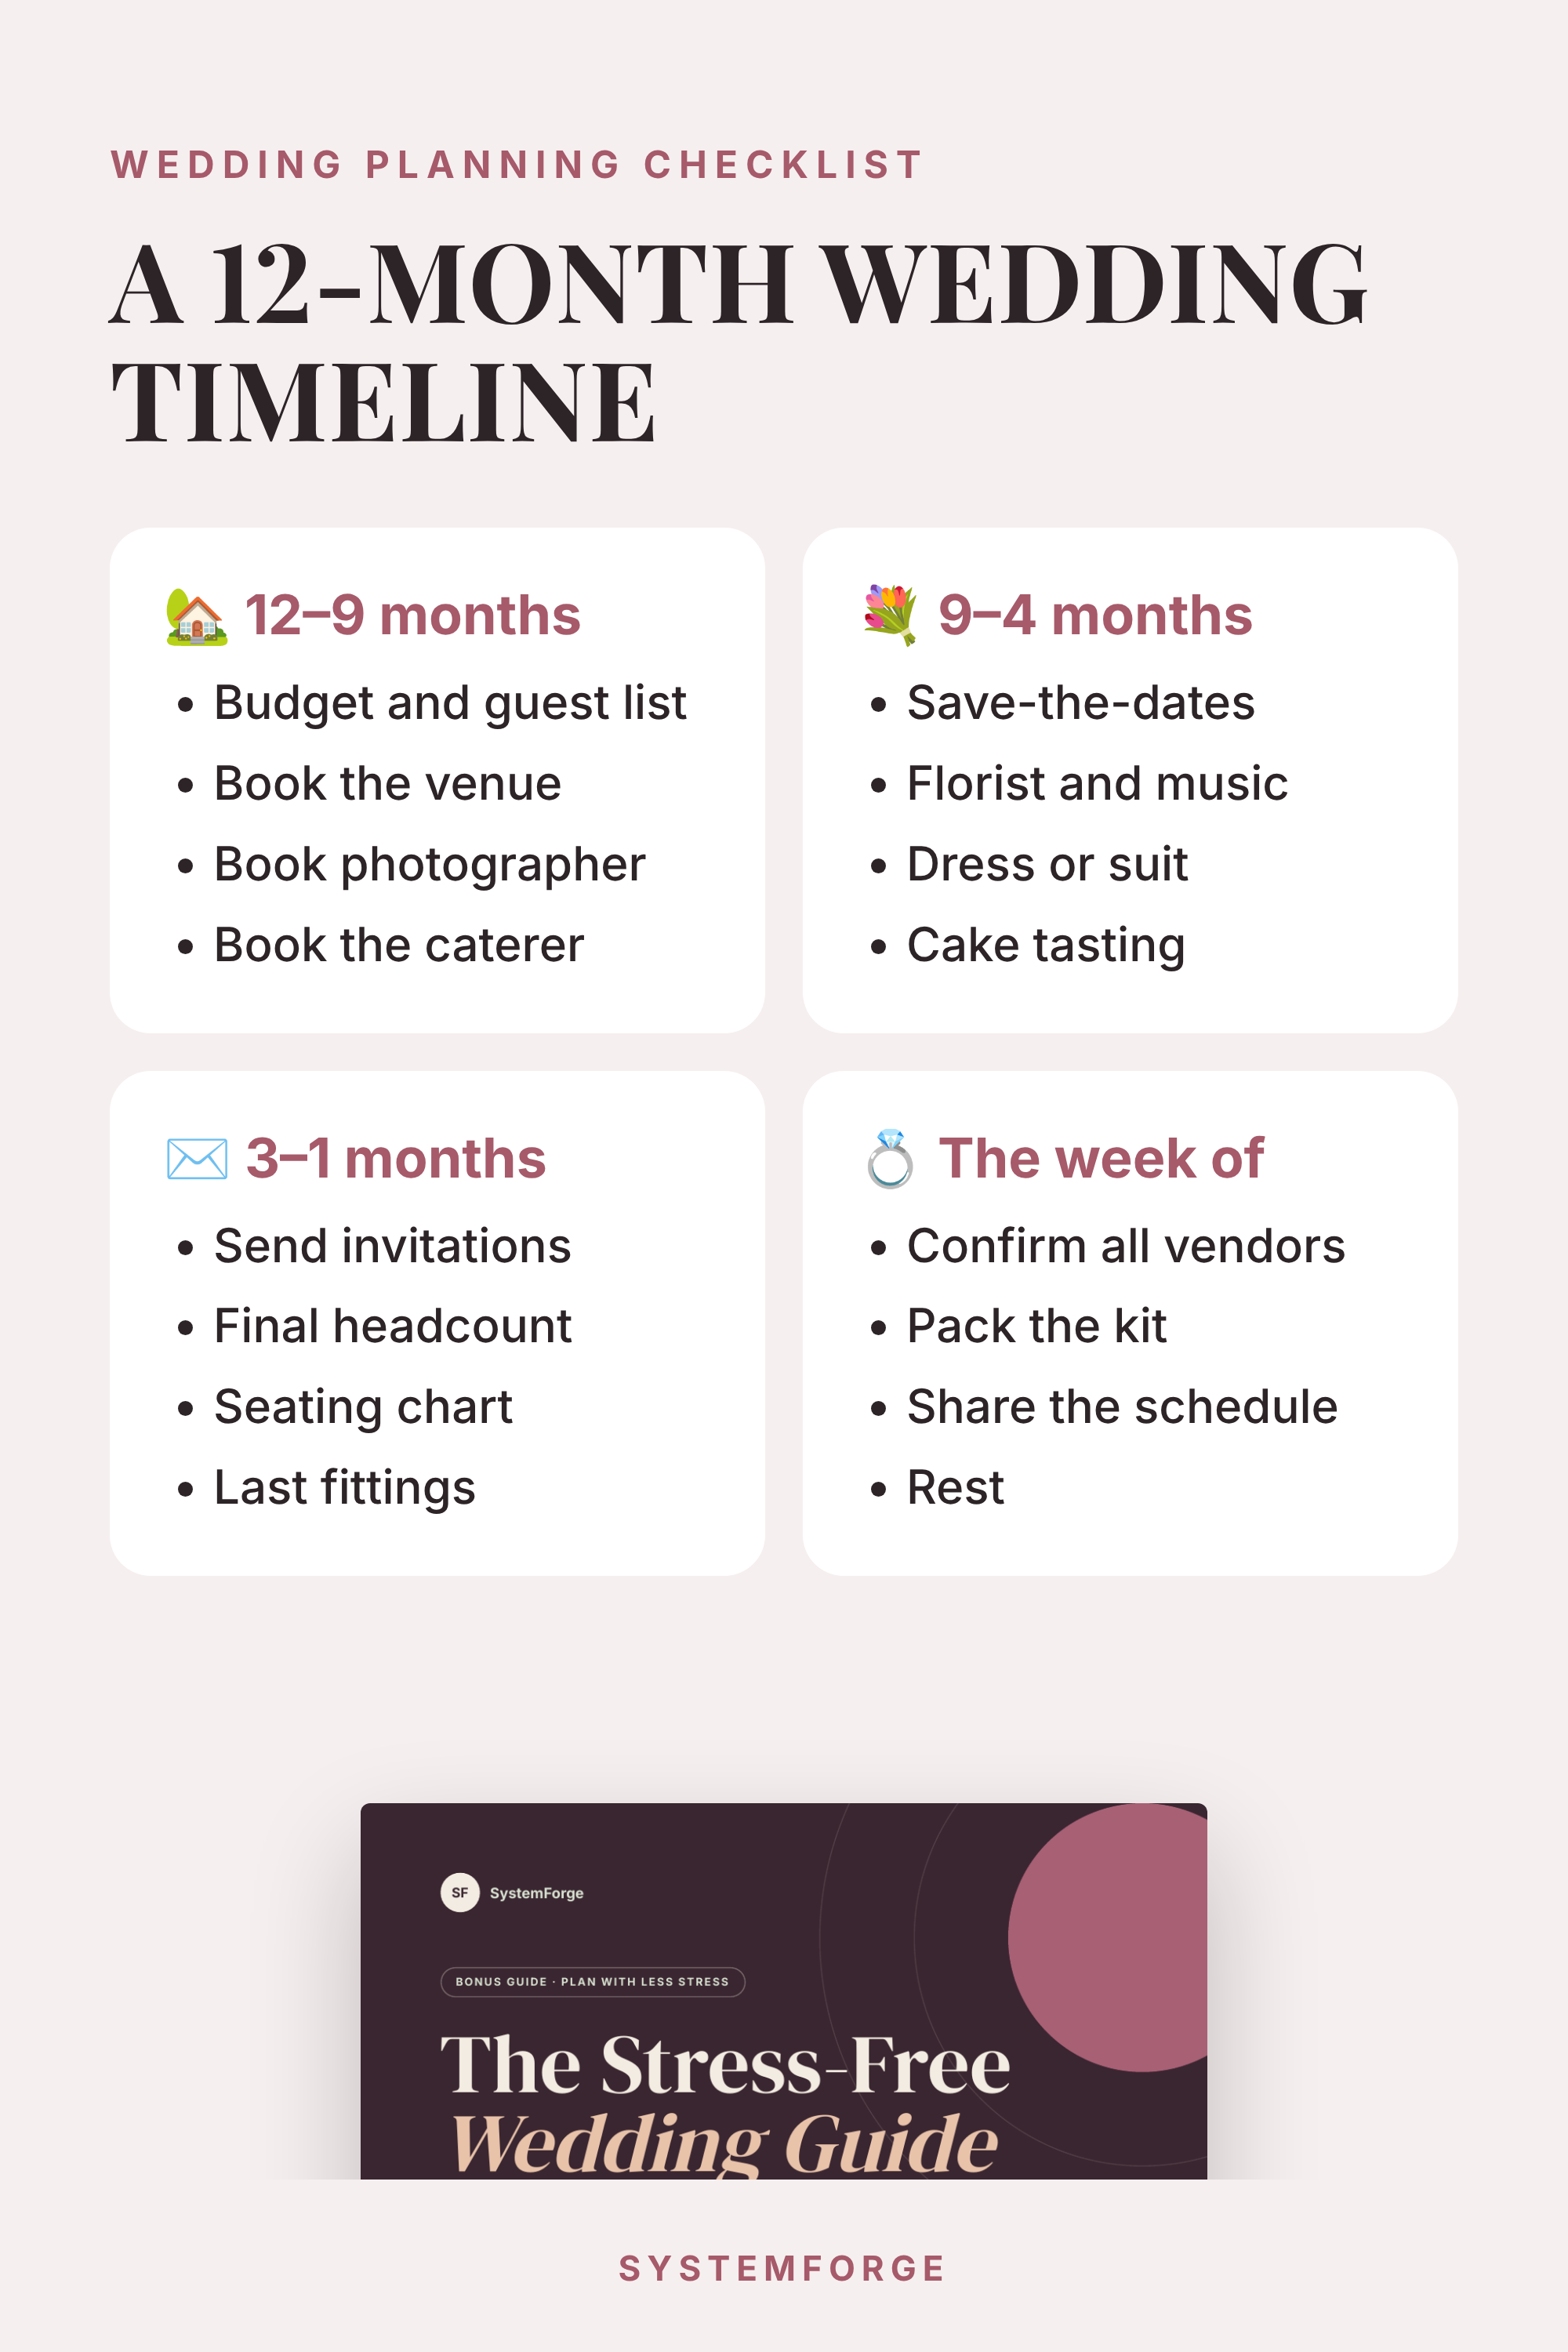 WEDDING PLANNING CHECKLIST
A 12-MONTH WEDDING
TIMELINE
🏡 12–9 months
• Budget and guest list
• Book the venue
• Book photographer
• Book the caterer
💐 9–4 months
• Save-the-dates
• Florist and music
• Dress or suit
• Cake tasting
✉️ 3–1 months
• Send invitations
• Final headcount
• Seating chart
• Last fittings
💍 The week of
• Confirm all vendors
• Pack the kit
• Share the schedule
• Rest
SF SystemForge
BONUS GUIDE · PLAN WITH LESS STRESS
The Stress-Free
Wedding Guide
SYSTEMFORGE